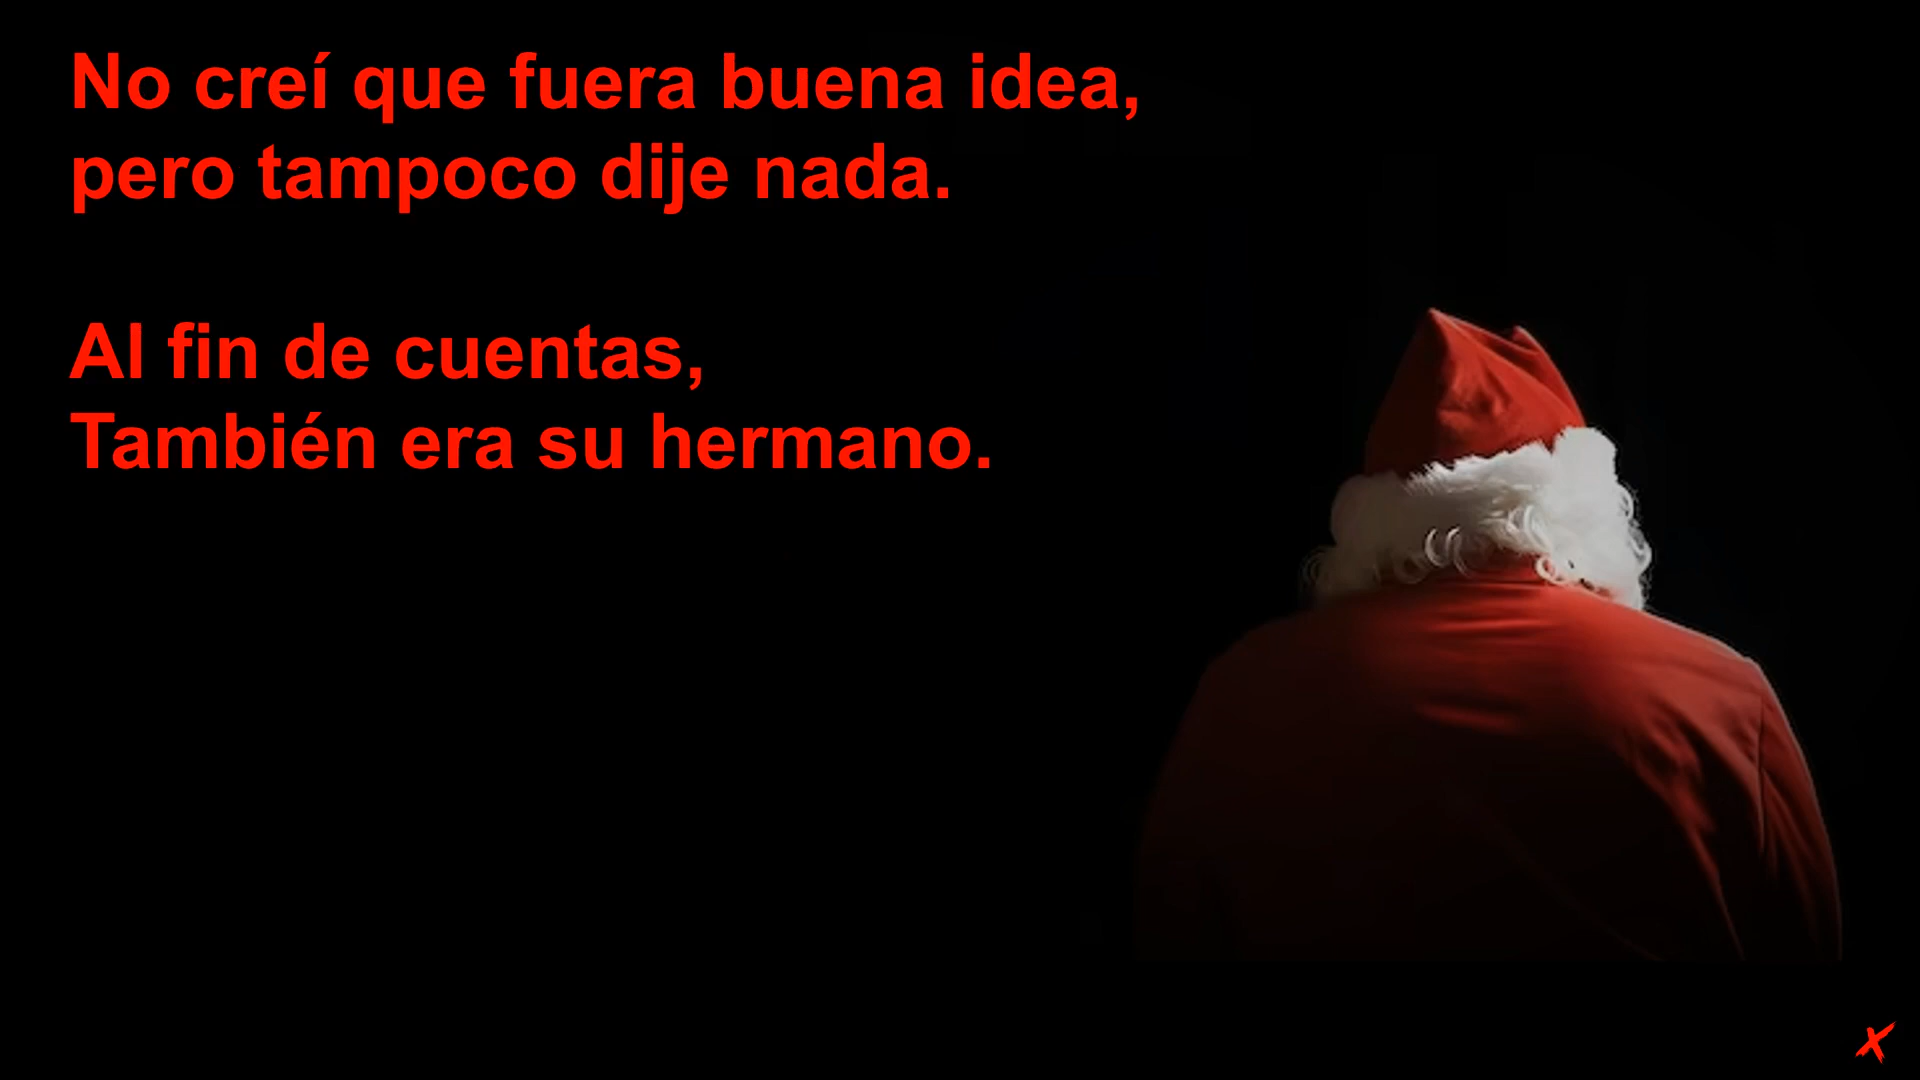 No creí que fuera buena idea,
pero tampoco dije nada.
Al fin de cuentas,
También era su hermano.